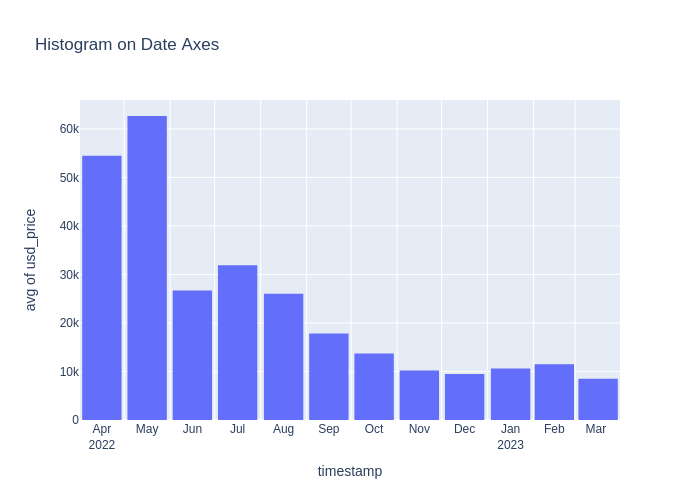 Histogram on Date Axes
avg of usd_price
60k
50k
40k
30k
20k
10k
0
Apr May Jun Jul Aug Sep Oct Nov Dec Jan Feb Mar
2022 2023
timestamp